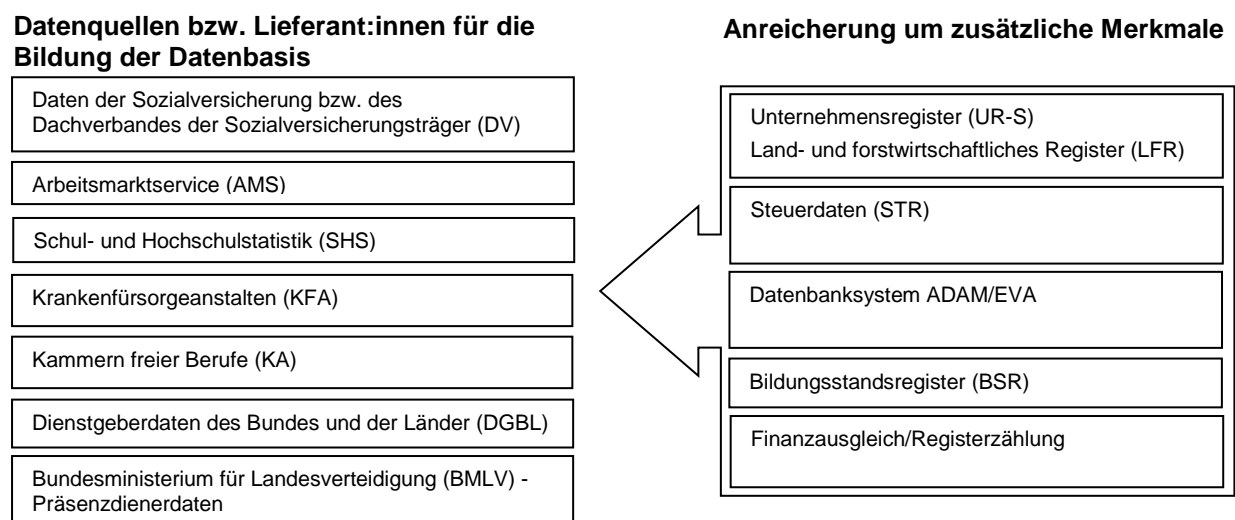 Datenquellen bzw. Lieferant:innen für die
Bildung der Datenbasis
Daten der Sozialversicherung bzw. des
Dachverbandes der Sozialversicherungsträger (DV)
Arbeitsmarktservice (AMS)
Schul- und Hochschulstatistik (SHS)
Krankenfürsorgeanstalten (KFA)
Kammern freier Berufe (KA)
Dienstgeberdaten des Bundes und der Länder (DGBL)
Bundesministerium für Landesverteidigung (BMLV) -
Präsenzdienerdaten
Anreicherung um zusätzliche Merkmale
Unternehmensregister (UR-S)
Land- und forstwirtschaftliches Register (LFR)
Steuerdaten (STR)
Datenbanksystem ADAM/EVA
Bildungsstandsregister (BSR)
Finanzausgleich/Registerzählung